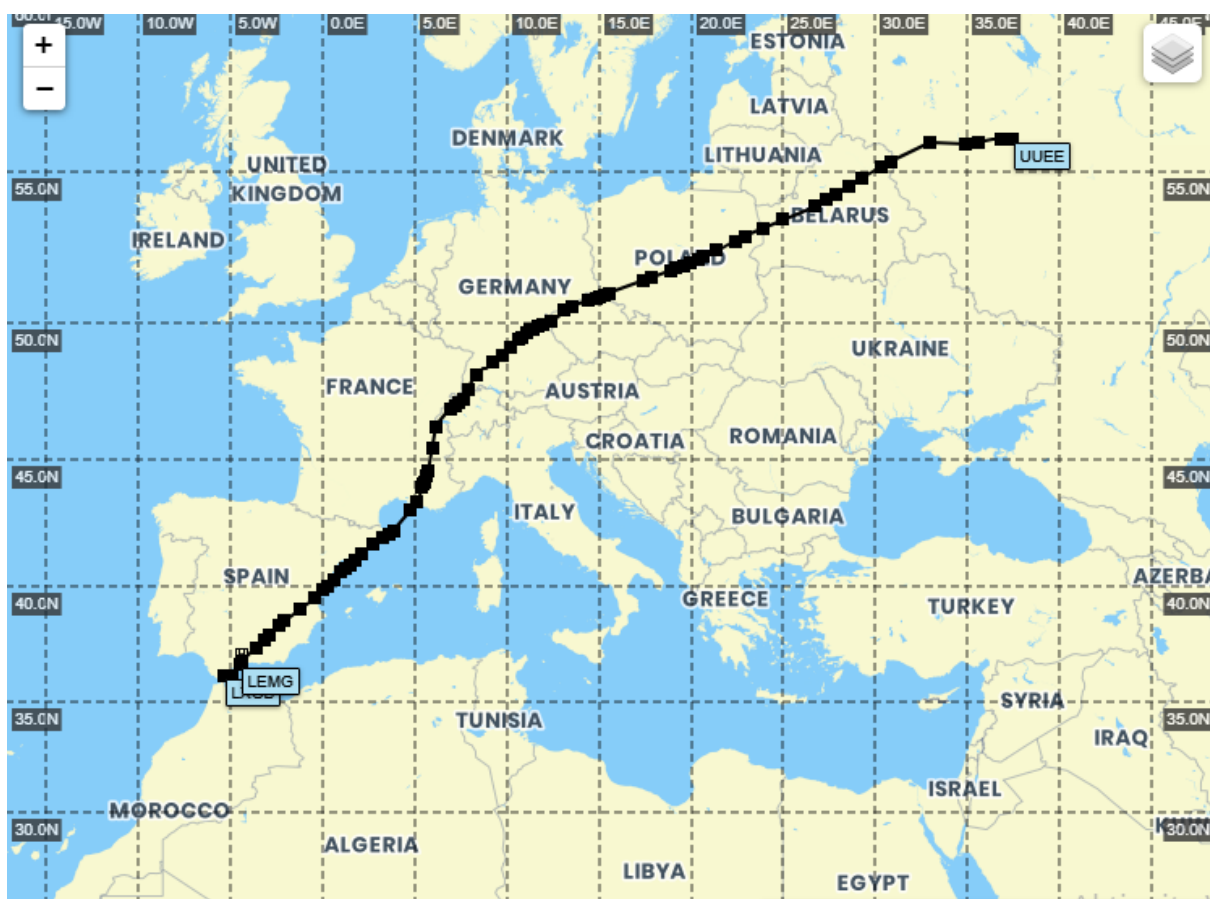 15.0W 10.0W 5.0W 0.0E 5.0E 10.0E 15.0E 20.0E 25.0E 30.0E 35.0E 40.0E 45.0E
+
−
ESTONIA
LATVIA
DENMARK
LITHUANIA
UUEE
UNITED
KINGDOM
55.0N 55.0N
BELARUS
IRELAND
POLAND
GERMANY
50.0N 50.0N
UKRAINE
FRANCE
AUSTRIA
CROATIA
ROMANIA
45.0N 45.0N
ITALY
BULGARIA
SPAIN
AZERBA
40.0N 40.0N
GREECE
TURKEY
LEMG
SYRIA
35.0N 35.0N
TUNISIA
IRAQ
ISRAEL
MOROCCO
30.0N 30.0N
ALGERIA
LIBYA
EGYPT